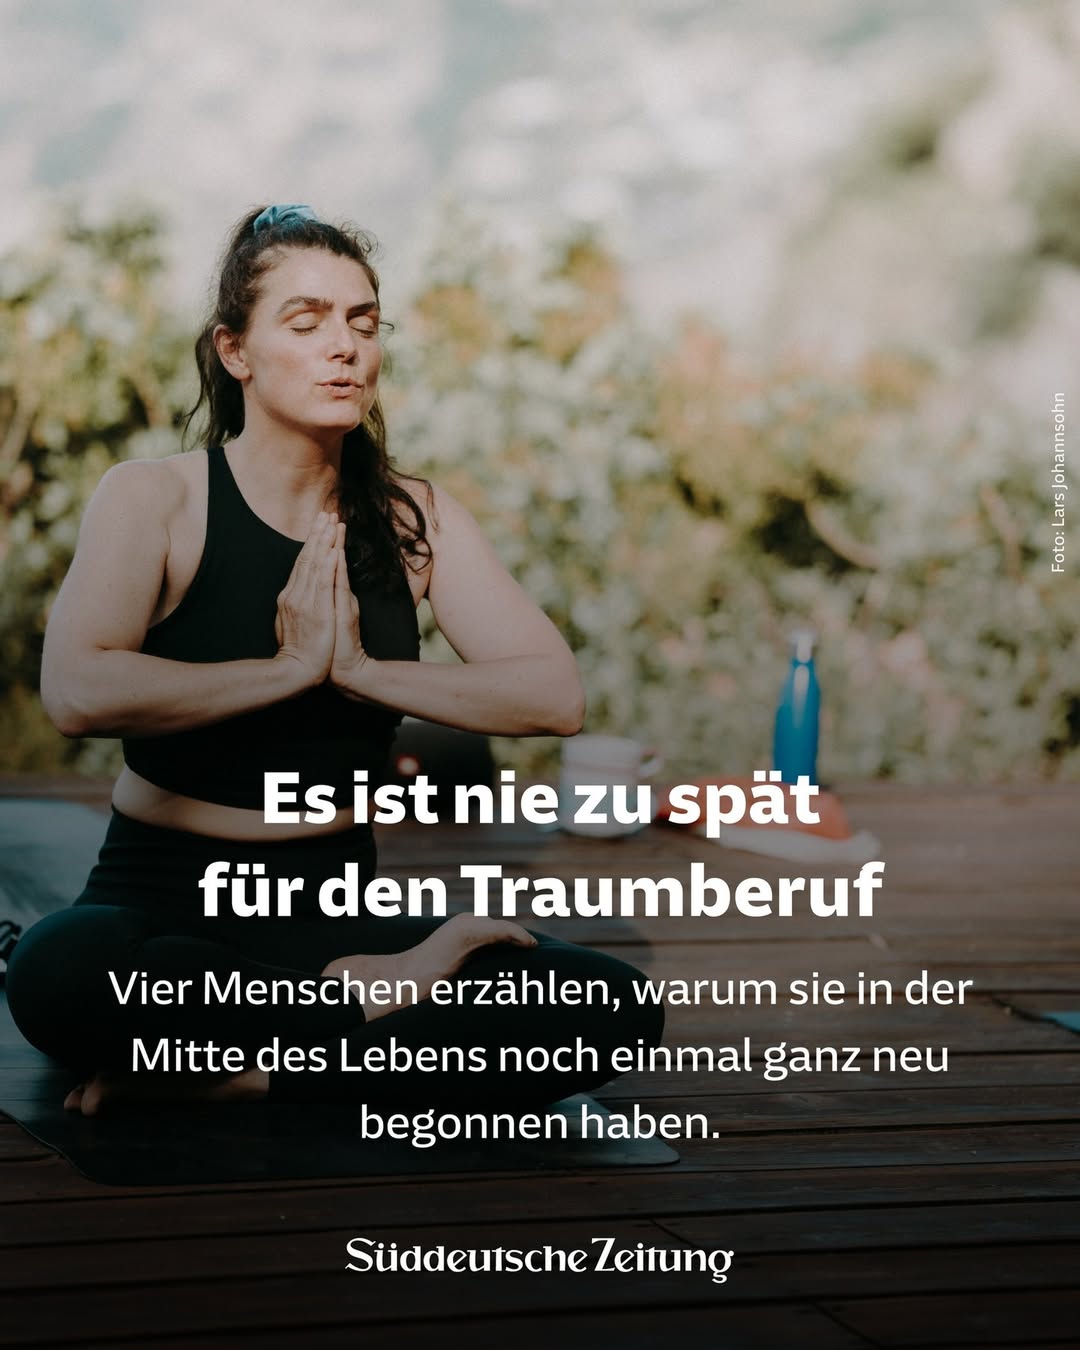 Foto: Lars Johannsohn
Es ist nie zu spät
für den Traumberuf
Vier Menschen erzählen, warum sie in der
Mitte des Lebens noch einmal ganz neu
begonnen haben.
Süddeutsche Zeitung